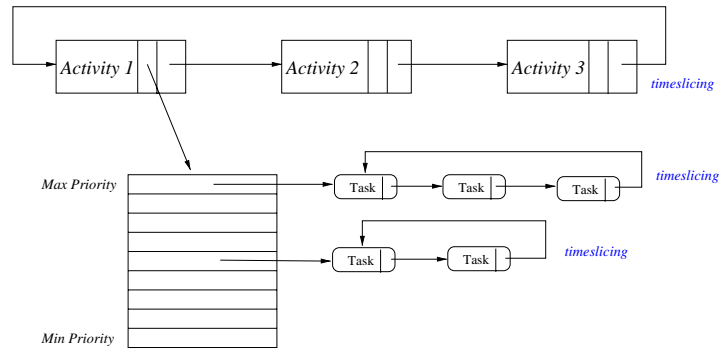 Activity 1
Activity 2
Activity 3
timeslicing
Max Priority
Task
Task
Task
timeslicing
Task
Task
timeslicing
Min Priority